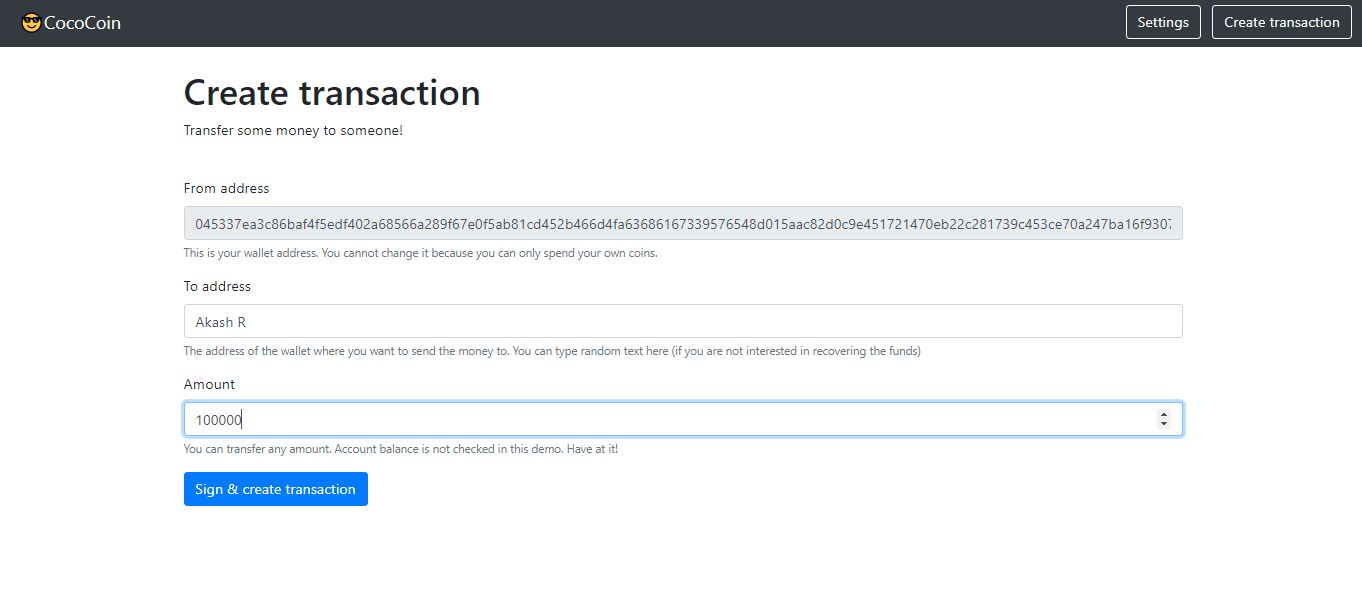 CocoCoin
Settings
Create transaction
Create transaction
Transfer some money to someone!
From address
045337ea3c86baf4f5edf402a68566a289f67e0f5ab81cd452b466d4fa63686167339576548d015aac82d0c9e451721470eb22c281739c453ce70a247ba16f9307
This is your wallet address. You cannot change it because you can only spend your own coins.
To address
Akash R
The address of the wallet where you want to send the money to. You can type random text here (if you are not interested in recovering the funds)
Amount
100000
You can transfer any amount. Account balance is not checked in this demo. Have at it!
Sign & create transaction